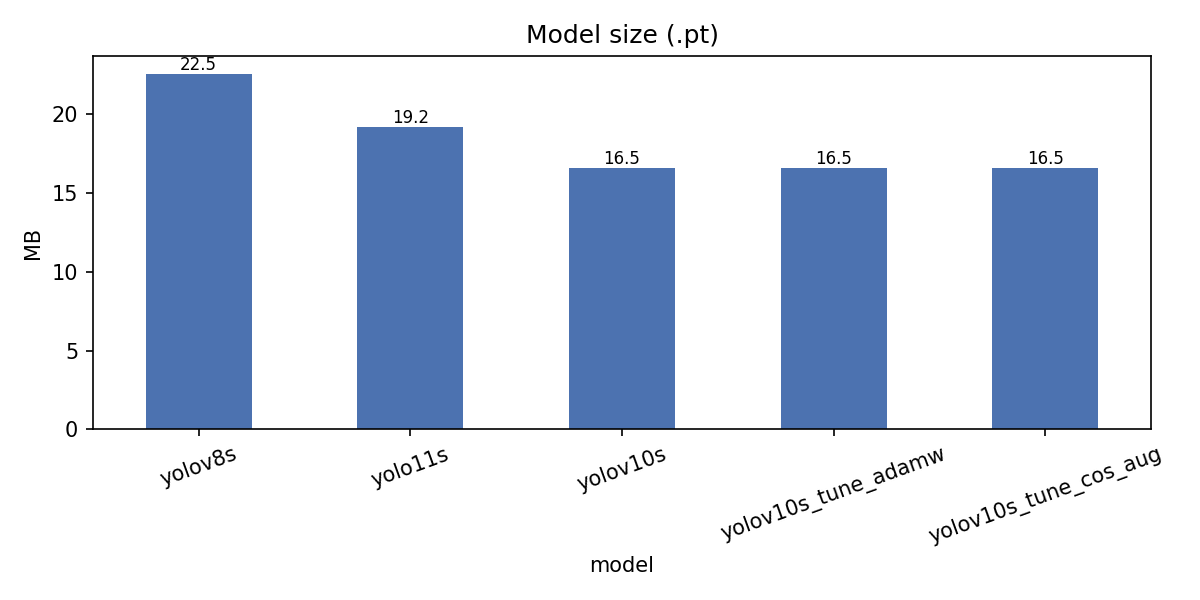 Model size (.pt)
22.5
19.2
16.5
16.5
16.5
20
15
10
5
0
MB
yolov8s
yolo11s
yolov10s
yolov10s_tune_adamw
yolov10s_tune_cos_aug
model